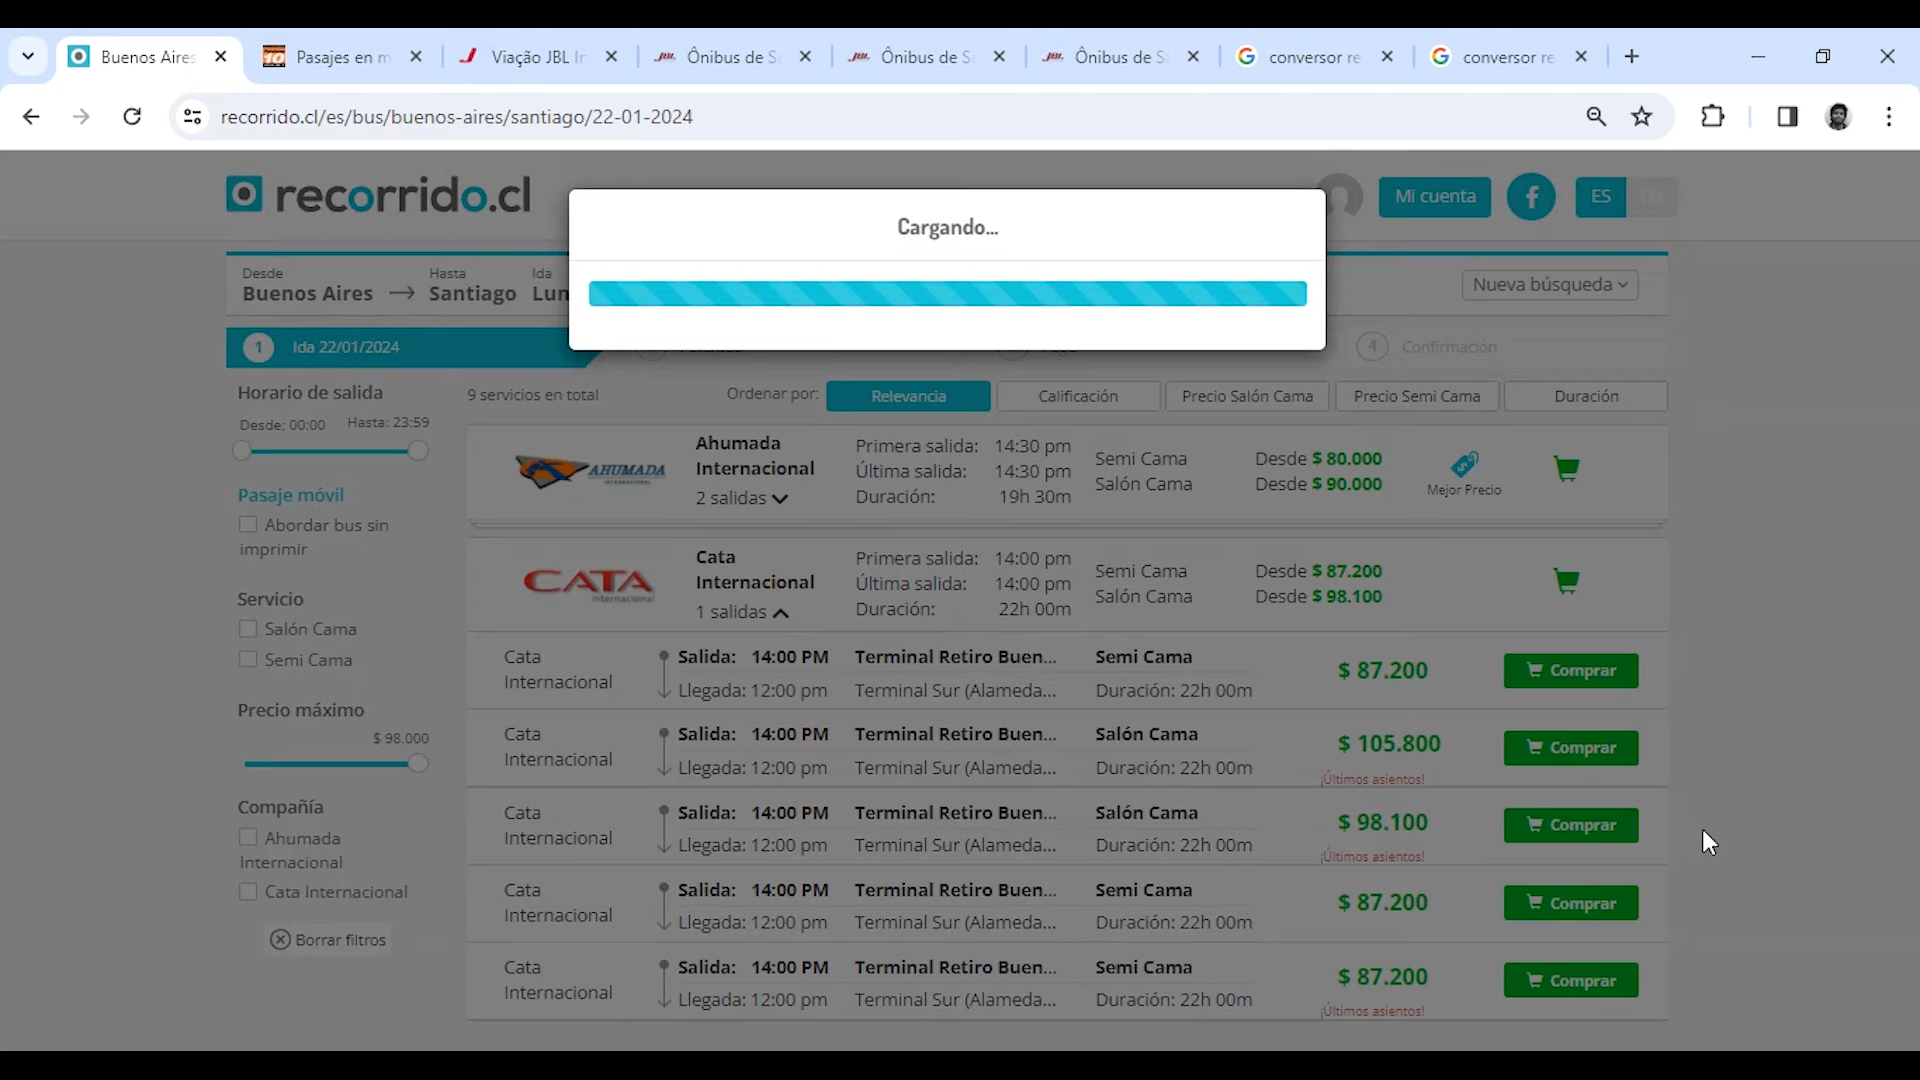 Buenos Aires
Pasajes en m
Viação JBL In
Ônibus de Sa
Ônibus de Sa
Ônibus de Sa
conversor re
conversor re
recorrido.cl/es/bus/buenos-aires/santiago/22-01-2024
recorrido.cl
Cargando...
Mi cuenta
ES
EN
Desde
Hasta
Ida
Buenos Aires
Santiago
Lun
Nueva búsqueda
1
Ida 22/01/2024
4
Confirmación
Horario de salida
Desde: 00:00
Hasta: 23:59
Pasaje móvil
Abordar bus sin
imprimir
Servicio
Salón Cama
Semi Cama
Precio máximo
$ 98.000
Compañía
Ahumada
Internacional
Cata Internacional
Borrar filtros
9 servicios en total
Ordenar por:
Relevancia
Calificación
Precio Salón Cama
Precio Semi Cama
Duración
AHUMADA
INTERNACIONAL
Ahumada
Internacional
2 salidas
Primera salida: 14:30 pm
Última salida: 14:30 pm
Duración: 19h 30m
Semi Cama
Salón Cama
Desde $ 80.000
Desde $ 90.000
Mejor Precio
CATA
internacional
Cata
Internacional
1 salidas
Primera salida: 14:00 pm
Última salida: 14:00 pm
Duración: 22h 00m
Semi Cama
Salón Cama
Desde $ 87.200
Desde $ 98.100
Cata
Internacional
Salida: 14:00 PM Terminal Retiro Buen... Semi Cama
Llegada: 12:00 pm Terminal Sur (Alameda... Duración: 22h 00m
$ 87.200
Comprar
Cata
Internacional
Salida: 14:00 PM Terminal Retiro Buen... Salón Cama
Llegada: 12:00 pm Terminal Sur (Alameda... Duración: 22h 00m
$ 105.800
¡Últimos asientos!
Comprar
Cata
Internacional
Salida: 14:00 PM Terminal Retiro Buen... Salón Cama
Llegada: 12:00 pm Terminal Sur (Alameda... Duración: 22h 00m
$ 98.100
¡Últimos asientos!
Comprar
Cata
Internacional
Salida: 14:00 PM Terminal Retiro Buen... Semi Cama
Llegada: 12:00 pm Terminal Sur (Alameda... Duración: 22h 00m
$ 87.200
Comprar
Cata
Internacional
Salida: 14:00 PM Terminal Retiro Buen... Semi Cama
Llegada: 12:00 pm Terminal Sur (Alameda... Duración: 22h 00m
$ 87.200
¡Últimos asientos!
Comprar